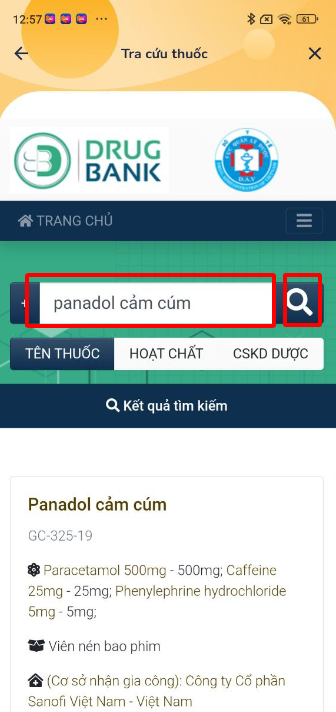 12:57
61
Tra cứu thuốc
DRUG
BANK
TRANG CHỦ
panadol cảm cúm
TÊN THUỐC HOẠT CHẤT CSKD DƯỢC
Kết quả tìm kiếm
Panadol cảm cúm
GC-325-19
Paracetamol 500mg - 500mg; Caffeine
25mg - 25mg; Phenylephrine hydrochloride
5mg - 5mg;
Viên nén bao phim
(Cơ sở nhận gia công): Công ty Cổ phần
Sanofi Việt Nam - Việt Nam